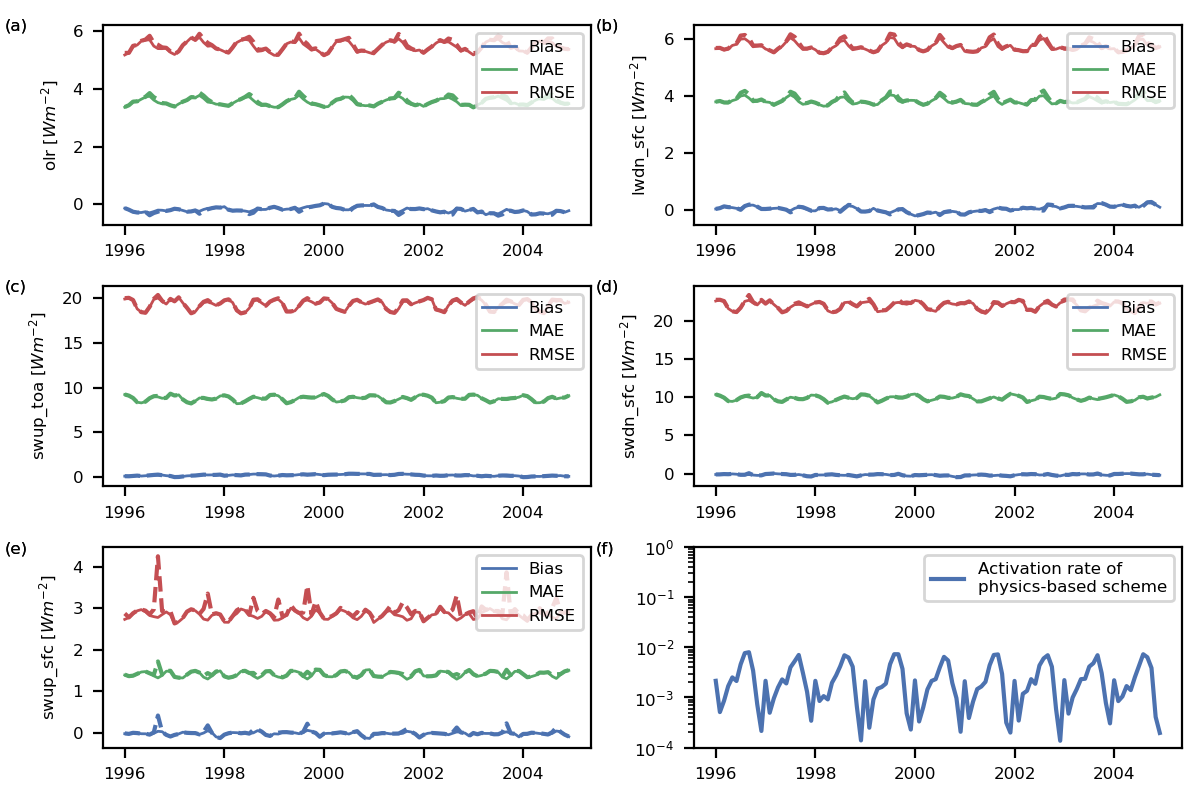 (a)
olr [Wm⁻²]
6
4
2
0
1996 1998 2000 2002 2004
Bias
MAE
RMSE
(b)
lwdn_sfc [Wm⁻²]
6
4
2
0
1996 1998 2000 2002 2004
Bias
MAE
RMSE
(c)
swup_toa [Wm⁻²]
20
15
10
5
0
1996 1998 2000 2002 2004
Bias
MAE
RMSE
(d)
swdn_sfc [Wm⁻²]
20
15
10
5
0
1996 1998 2000 2002 2004
Bias
MAE
RMSE
(e)
swup_sfc [Wm⁻²]
4
3
2
1
0
1996 1998 2000 2002 2004
Bias
MAE
RMSE
(f)
10⁰
10⁻¹
10⁻²
10⁻³
10⁻⁴
1996 1998 2000 2002 2004
Activation rate of
physics-based scheme